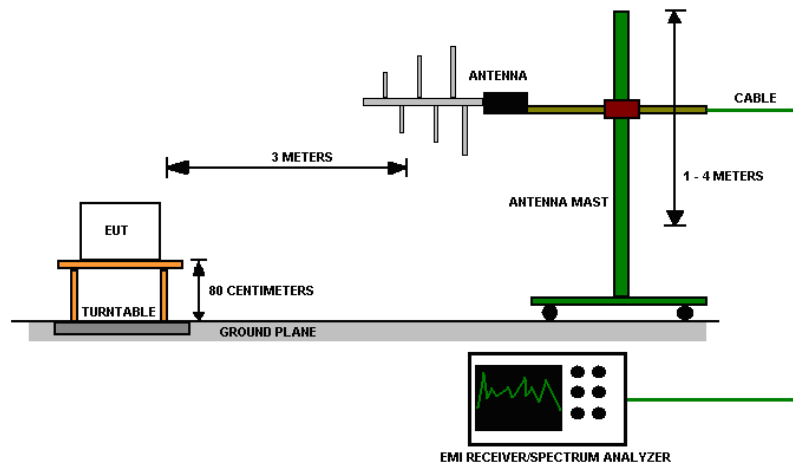 ANTENNA
CABLE
3 METERS
1 - 4 METERS
ANTENNA MAST
EUT
80 CENTIMETERS
TURNTABLE
GROUND PLANE
EMI RECEIVER/SPECTRUM ANALYZER